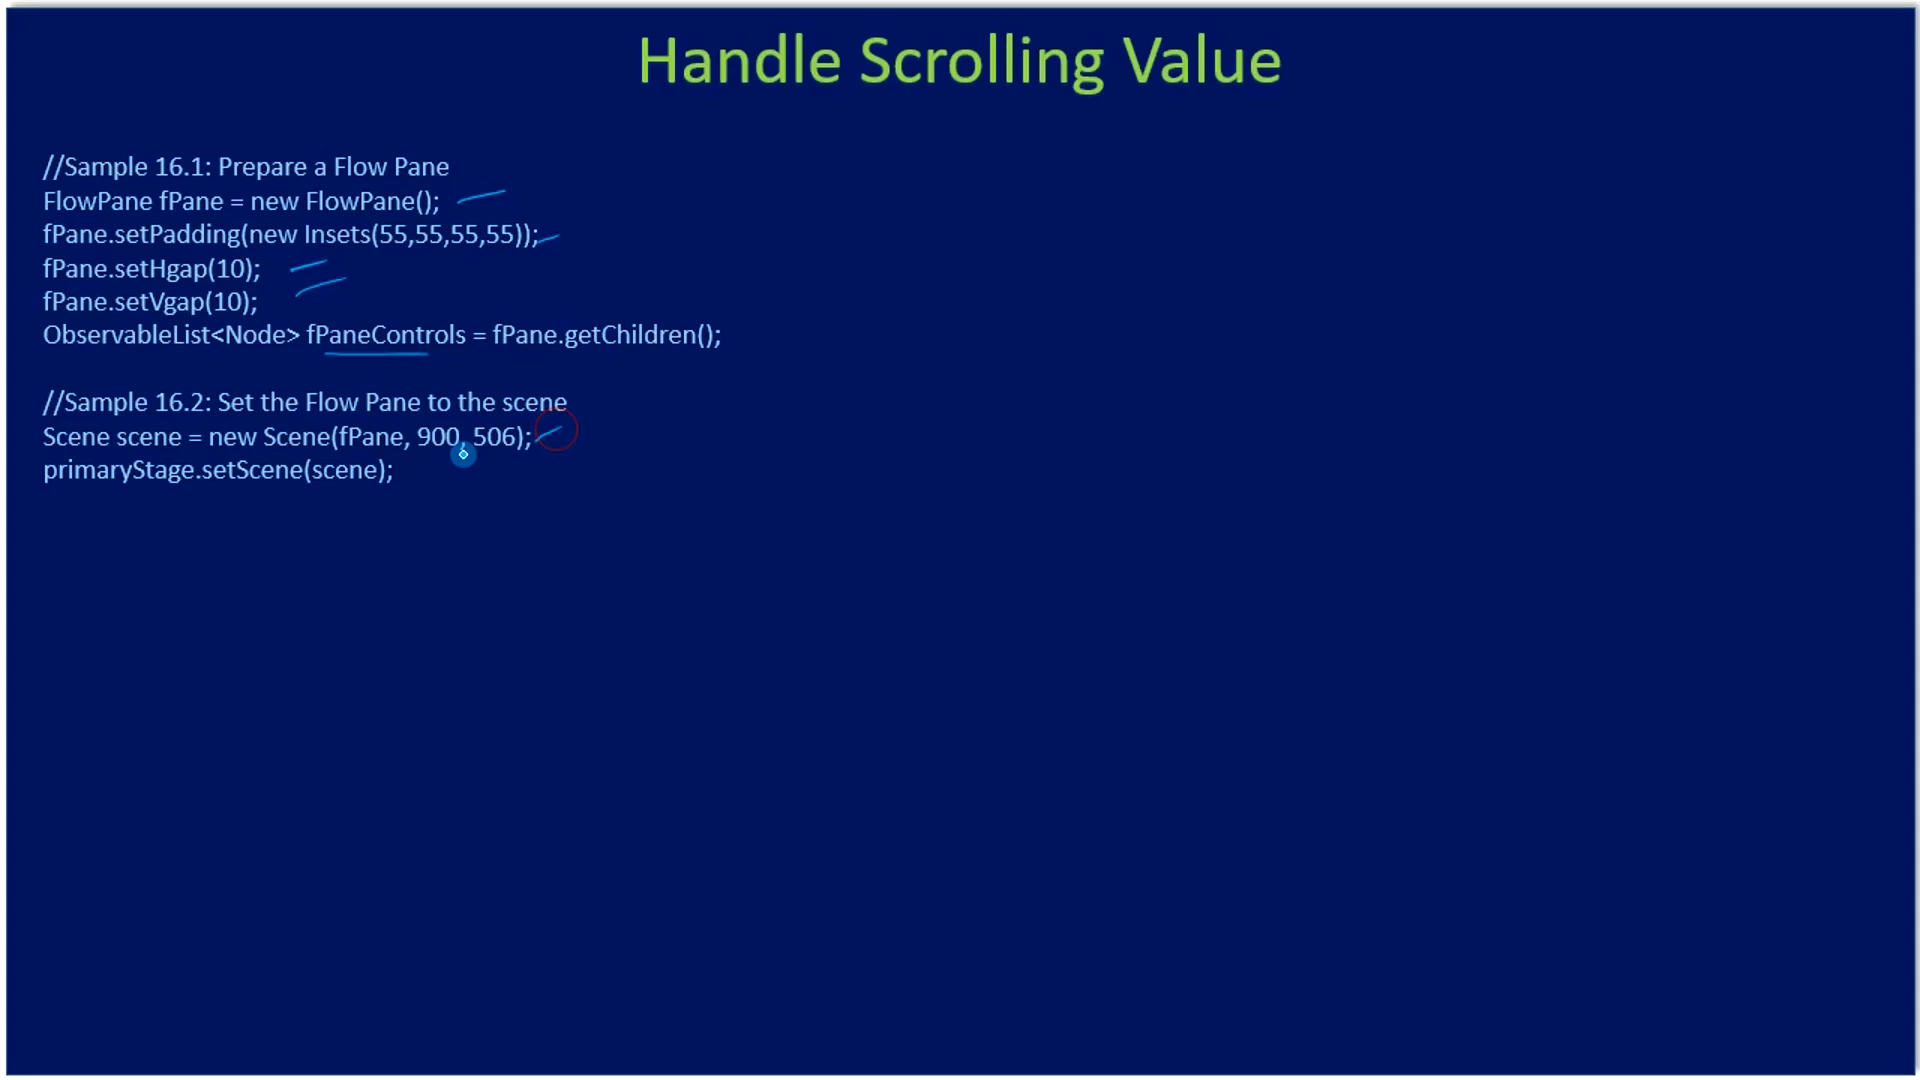 Handle Scrolling Value
//Sample 16.1: Prepare a Flow Pane
FlowPane fPane = new FlowPane();
fPane.setPadding(new Insets(55,55,55,55));
fPane.setHgap(10);
fPane.setVgap(10);
ObservableList<Node> fPaneControls = fPane.getChildren();
//Sample 16.2: Set the Flow Pane to the scene
Scene scene = new Scene(fPane, 900, 506);
primaryStage.setScene(scene);